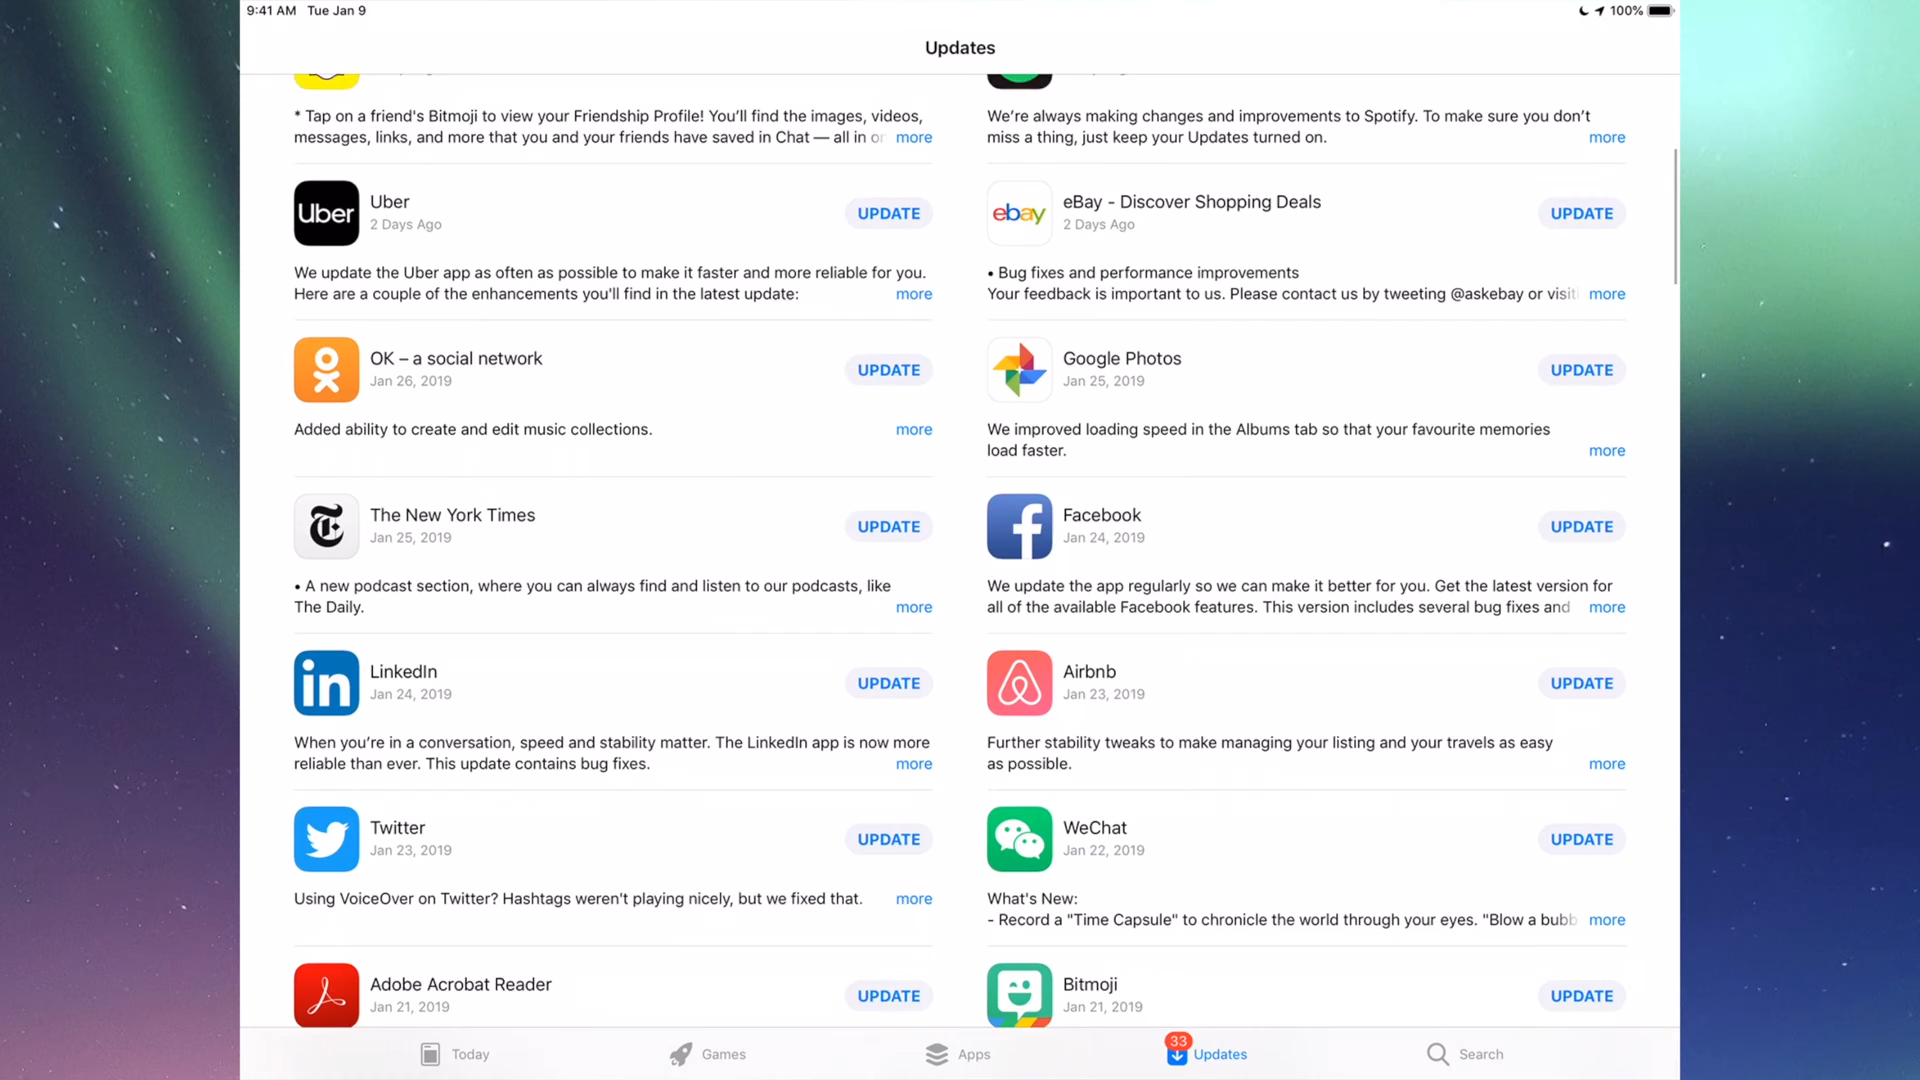 9:41 AM Tue Jan 9
100%
Updates
* Tap on a friend's Bitmoji to view your Friendship Profile! You'll find the images, videos,
messages, links, and more that you and your friends have saved in Chat — all in or more
We're always making changes and improvements to Spotify. To make sure you don't
miss a thing, just keep your Updates turned on. more
Uber
Uber
2 Days Ago
UPDATE
We update the Uber app as often as possible to make it faster and more reliable for you.
Here are a couple of the enhancements you'll find in the latest update: more
ebay
eBay - Discover Shopping Deals
2 Days Ago
UPDATE
• Bug fixes and performance improvements
Your feedback is important to us. Please contact us by tweeting @askebay or visiti more
OK – a social network
Jan 26, 2019
UPDATE
Added ability to create and edit music collections. more
Google Photos
Jan 25, 2019
UPDATE
We improved loading speed in the Albums tab so that your favourite memories
load faster. more
The New York Times
Jan 25, 2019
UPDATE
• A new podcast section, where you can always find and listen to our podcasts, like
The Daily. more
Facebook
Jan 24, 2019
UPDATE
We update the app regularly so we can make it better for you. Get the latest version for
all of the available Facebook features. This version includes several bug fixes and more
in
LinkedIn
Jan 24, 2019
UPDATE
When you're in a conversation, speed and stability matter. The LinkedIn app is now more
reliable than ever. This update contains bug fixes. more
Airbnb
Jan 23, 2019
UPDATE
Further stability tweaks to make managing your listing and your travels as easy
as possible. more
Twitter
Jan 23, 2019
UPDATE
Using VoiceOver on Twitter? Hashtags weren't playing nicely, but we fixed that. more
WeChat
Jan 22, 2019
UPDATE
What's New:
- Record a "Time Capsule" to chronicle the world through your eyes. "Blow a bubb more
Adobe Acrobat Reader
Jan 21, 2019
UPDATE
Bitmoji
Jan 21, 2019
UPDATE
Today
Games
Apps
33
Updates
Search